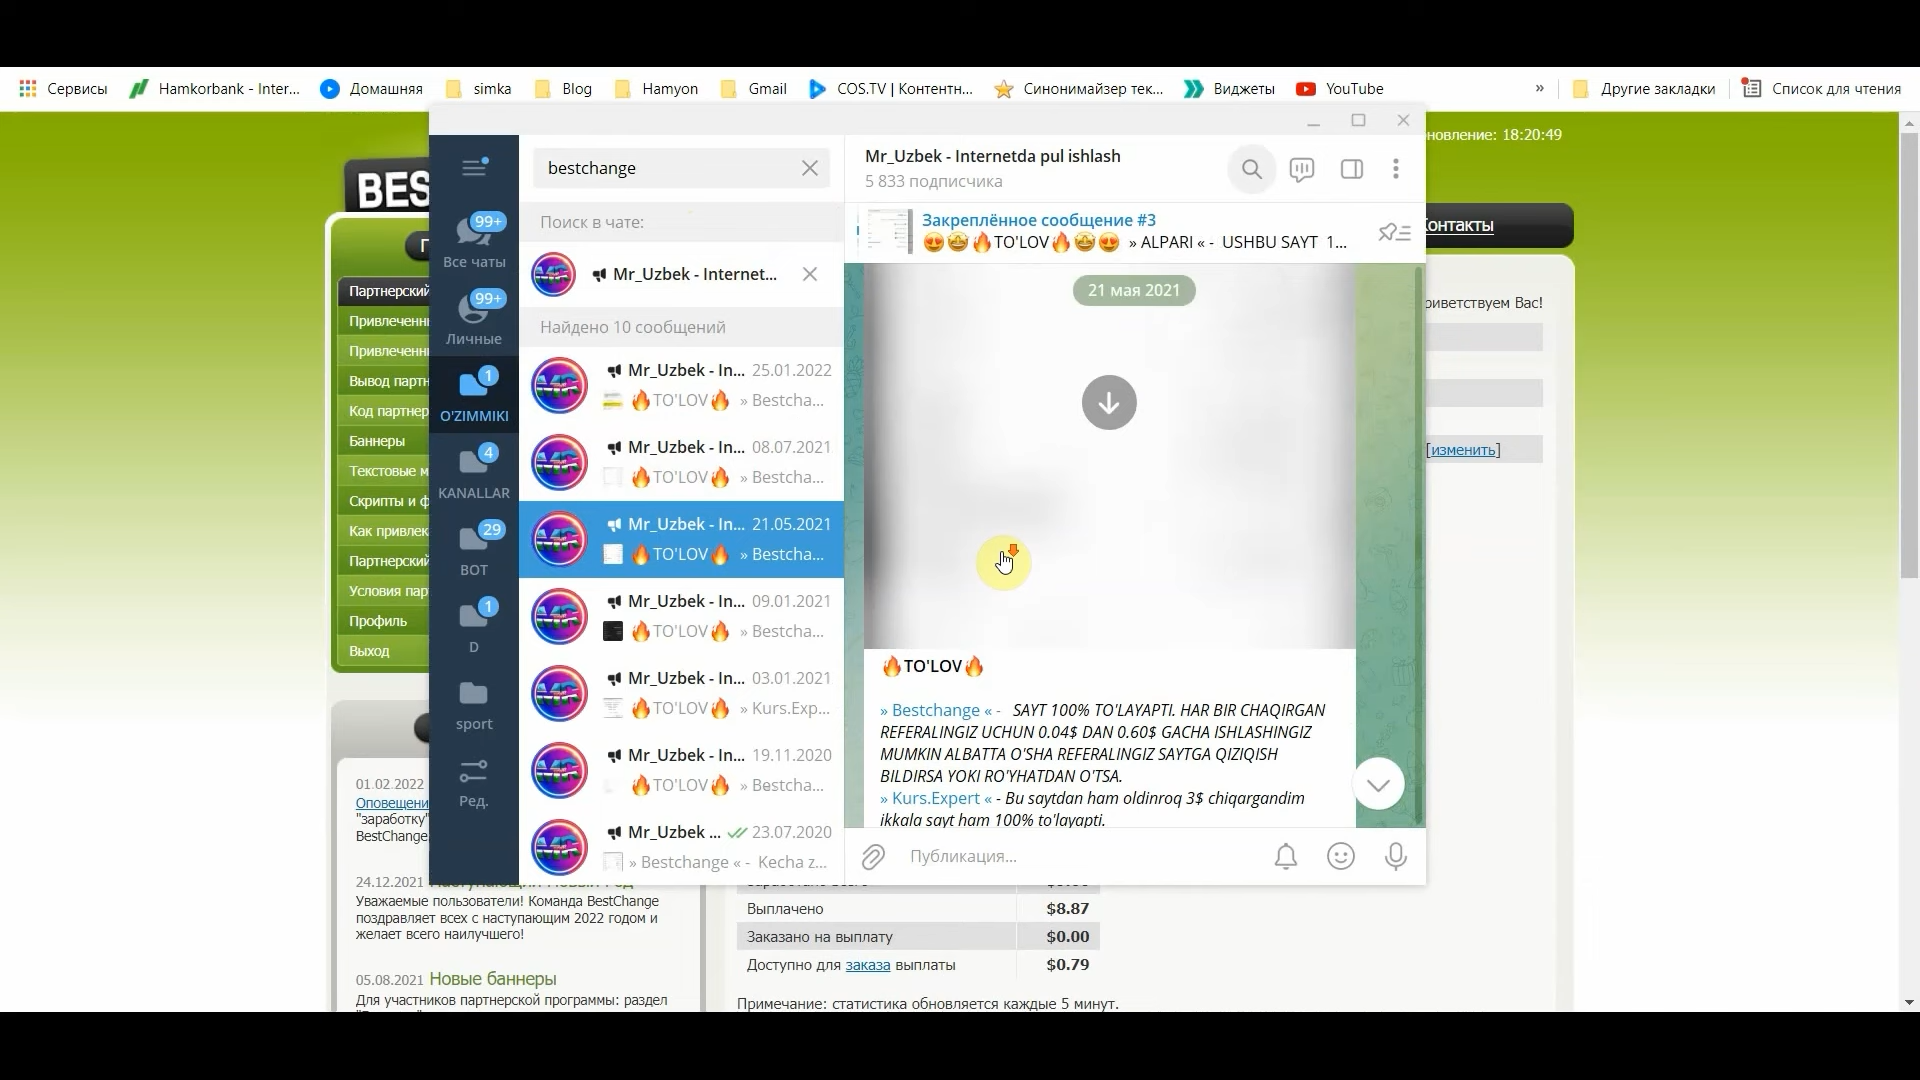 Сервисы
Hamkorbank - Inter...
Домашняя
simka
Blog
Hamyon
Gmail
COS.TV | Контентн...
Синонимайзер тек...
Виджеты
YouTube
»
Другие закладки
Список для чтения
новление: 18:20:49
BES
Контакты
Партнерский
Привлеченн
Привлеченн
Вывод партн
Код партнер
Баннеры
Текстовые м
Скрипты и ф
Как привлек
Партнерский
Условия пар
Профиль
Выход
риветствуем Вас!
[изменить]
99+
Все чаты
99+
Личные
1
O'ZIMMIKI
4
KANALLAR
29
BOT
1
D
sport
Ред.
bestchange
Поиск в чате:
Mr_Uzbek - Internet...
Найдено 10 сообщений
Mr_Uzbek - In... 25.01.2022
🔥TO'LOV🔥 » Bestcha...
Mr_Uzbek - In... 08.07.2021
🔥TO'LOV🔥 » Bestcha...
Mr_Uzbek - In... 21.05.2021
🔥TO'LOV🔥 » Bestcha...
Mr_Uzbek - In... 09.01.2021
🔥TO'LOV🔥 » Bestcha...
Mr_Uzbek - In... 03.01.2021
🔥TO'LOV🔥 » Kurs.Exp...
Mr_Uzbek - In... 19.11.2020
🔥TO'LOV🔥 » Bestcha...
Mr_Uzbek ... 23.07.2020
» Bestchange « - Kecha z...
Mr_Uzbek - Internetda pul ishlash
5 833 подписчика
Закреплённое сообщение #3
😍🤩🔥TO'LOV🔥🤩😍 » ALPARI « - USHBU SAYT 1...
21 мая 2021
🔥TO'LOV🔥
» Bestchange « - SAYT 100% TO'LAYAPTI. HAR BIR CHAQIRGAN
REFERALINGIZ UCHUN 0.04$ DAN 0.60$ GACHA ISHLASHINGIZ
MUMKIN ALBATTA O'SHA REFERALINGIZ SAYTGA QIZIQISH
BILDIRSA YOKI RO'YHATDAN O'TSA.
» Kurs.Expert « - Bu saytdan ham oldinroq 3$ chiqargandim
ikkala sayt ham 100% to'layapti.
Публикация...
01.02.2022
Оповещени
"заработку"
BestChange.
24.12.2021 Наступающий Новый год
Уважаемые пользователи! Команда BestChange
поздравляет всех с наступающим 2022 годом и
желает всего наилучшего!
05.08.2021 Новые баннеры
Для участников партнерской программы: раздел
Выплачено $8.87
Заказано на выплату $0.00
Доступно для заказа выплаты $0.79
Примечание: статистика обновляется каждые 5 минут.